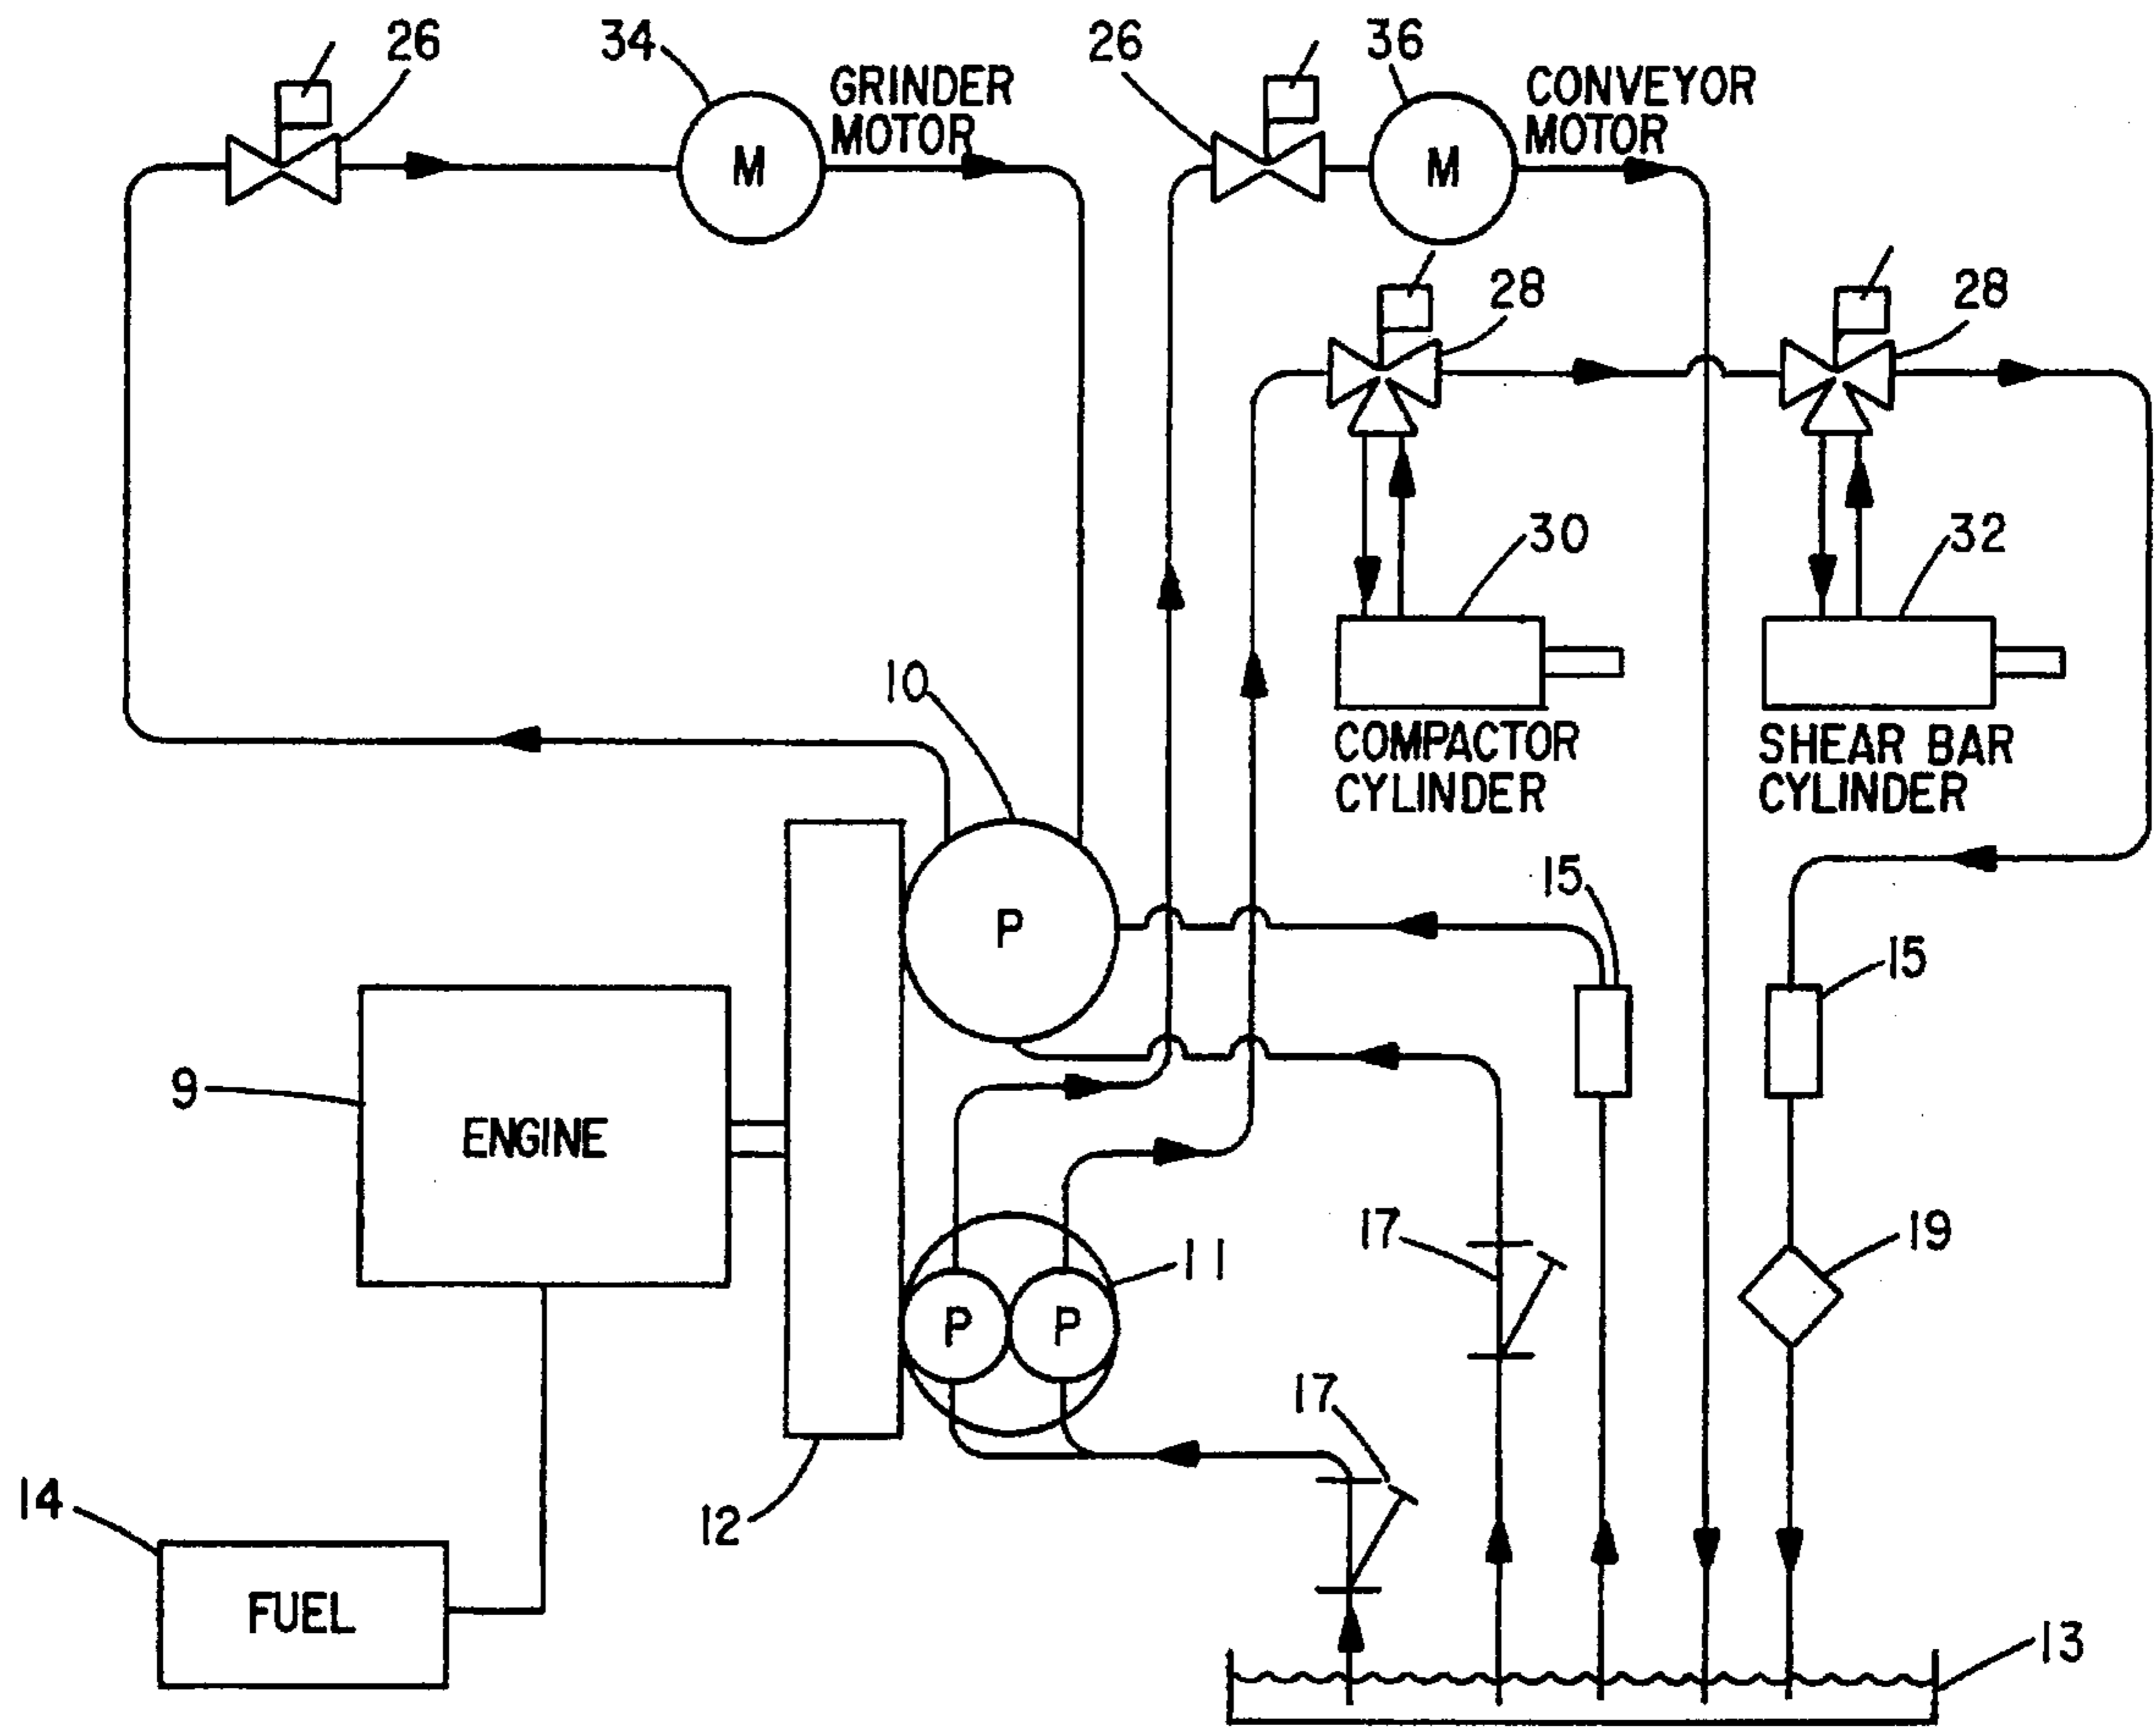 26
34
GRINDER
MOTOR
M
26
36
CONVEYOR
MOTOR
M
28
28
30
32
COMPACTOR
CYLINDER
SHEAR BAR
CYLINDER
10
P
15
15
9
ENGINE
17
19
11
P
P
17
14
FUEL
12
13